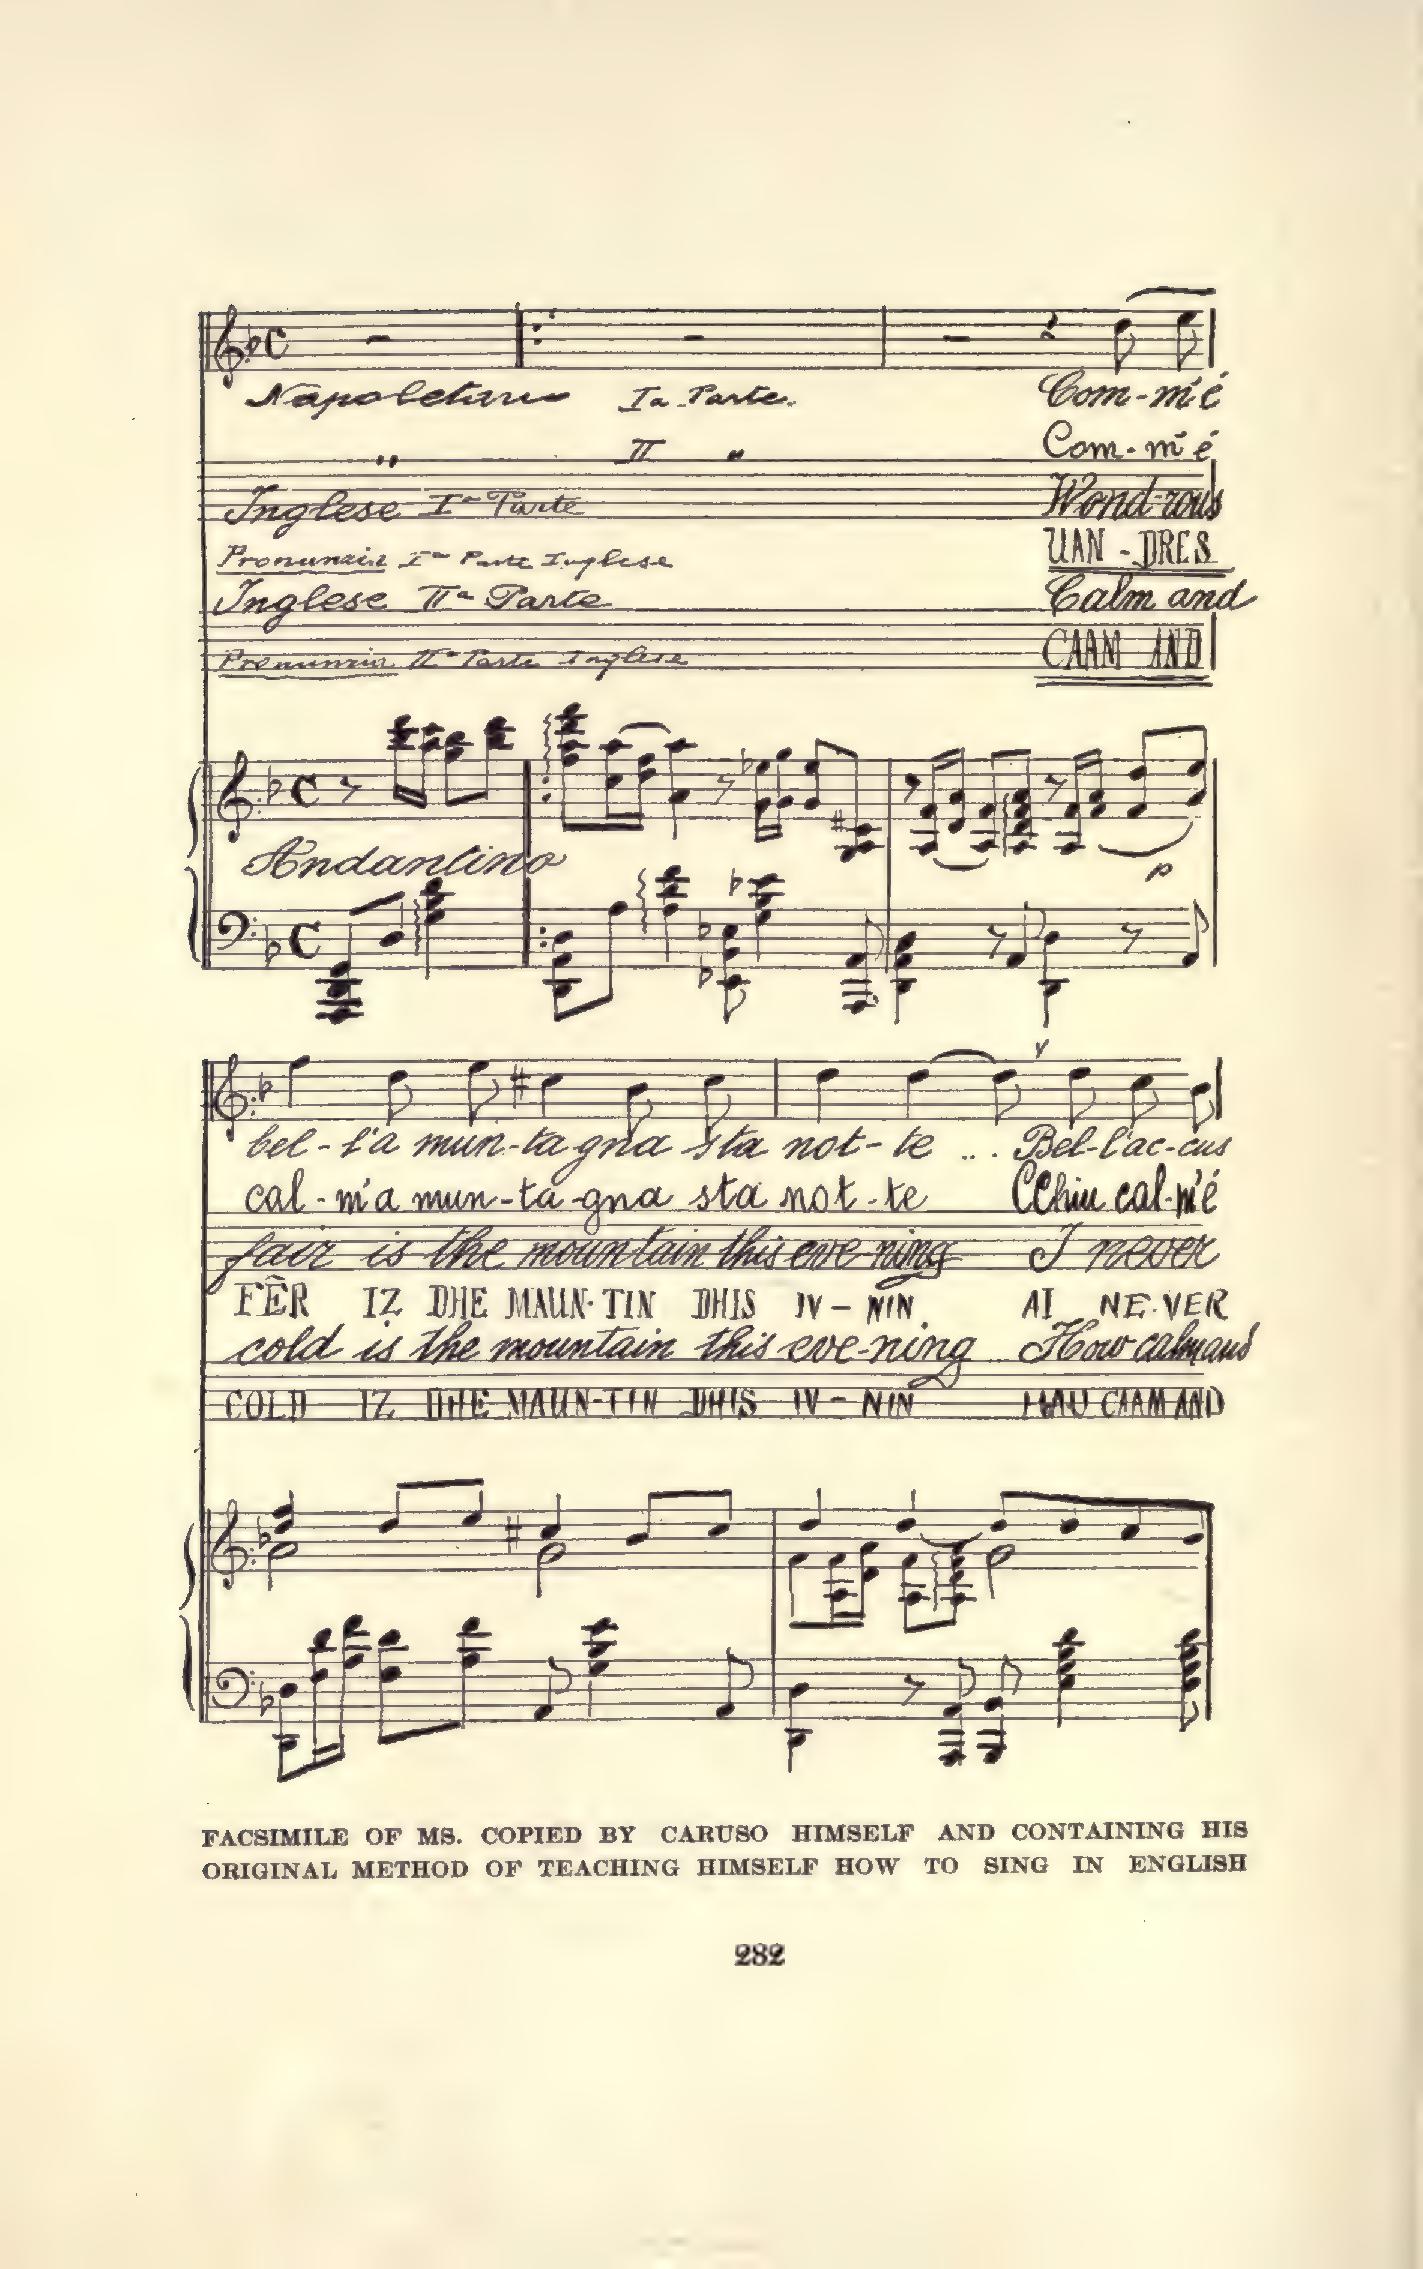 Napoletano Ia Parte. Com-m'é
" II " Com-m'é
Inglese Ia Parte Wond-rous
Pronunzia Ia Parte Inglese UAN-DRES
Inglese IIa Parte Calm and
Pronunzia IIa Parte Inglese CAAM AND
Andantino
p
bel-l'a mun-ta gna sta not-te ... Bel-l'ac-cus
cal-m'a mun-ta-gna sta not-te CChiu cal-m'é
fair is the mountain this eve-ning I never
FÊR IZ DHE MAUN-TIN DHIS IV-NIN AI NE-VER
cold is the mountain this eve-ning How calm and
COLD IZ DHE MAUN-TIN DHIS IV-NIN HAU CAAM AND
FACSIMILE OF MS. COPIED BY CARUSO HIMSELF AND CONTAINING HIS
ORIGINAL METHOD OF TEACHING HIMSELF HOW TO SING IN ENGLISH
282